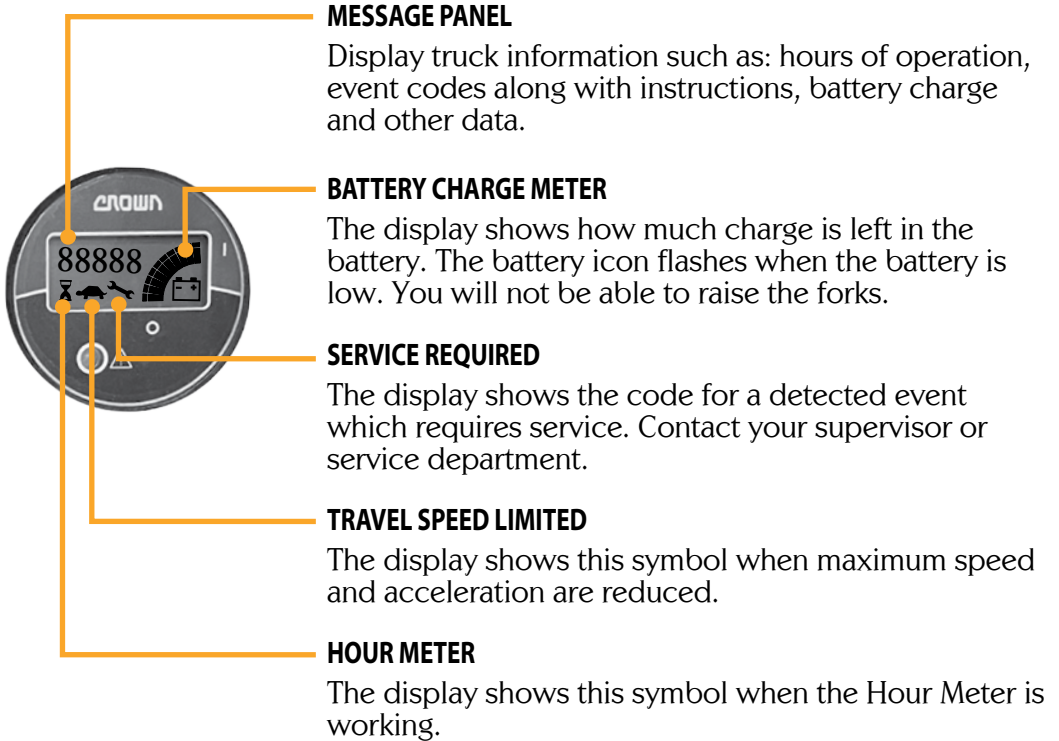 MESSAGE PANEL
Display truck information such as: hours of operation,
event codes along with instructions, battery charge
and other data.
CROWN
88888
BATTERY CHARGE METER
The display shows how much charge is left in the
battery. The battery icon flashes when the battery is
low. You will not be able to raise the forks.
SERVICE REQUIRED
The display shows the code for a detected event
which requires service. Contact your supervisor or
service department.
TRAVEL SPEED LIMITED
The display shows this symbol when maximum speed
and acceleration are reduced.
HOUR METER
The display shows this symbol when the Hour Meter is
working.